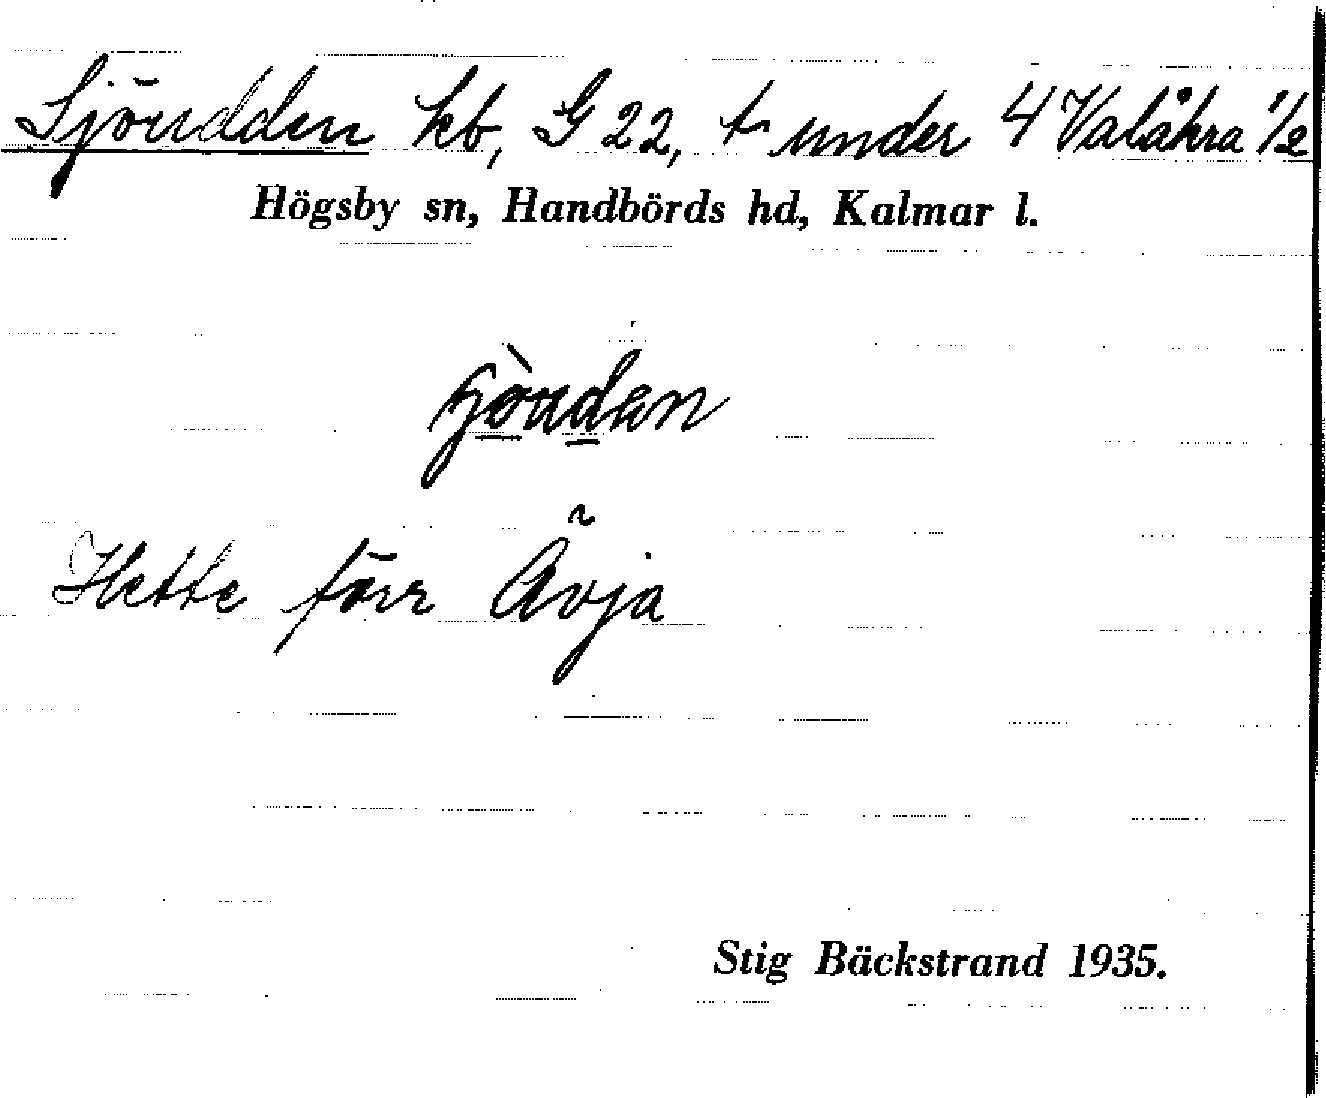 Sjöudden kb, G 22, t under 4 Valåkra 1/2
Högsby sn, Handbörds hd, Kalmar l.
Hette förr Åvja
Stig Bäckstrand 1935.